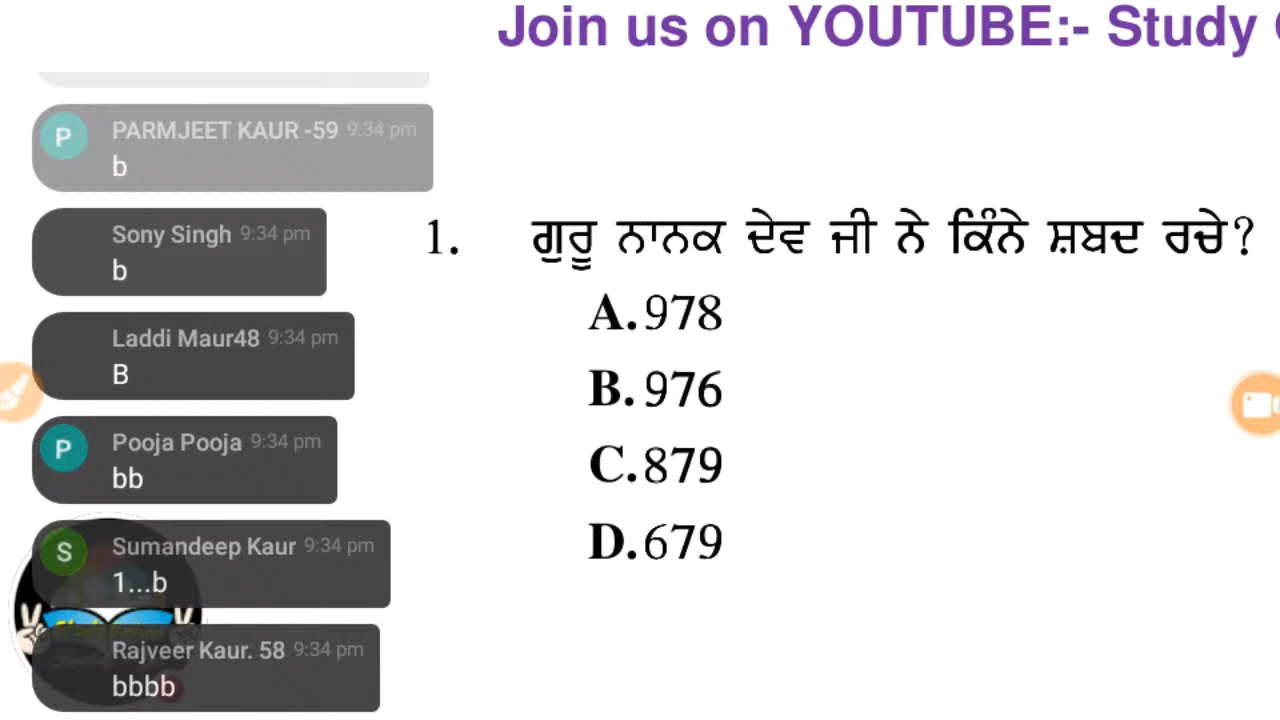 Join us on YOUTUBE:- Study
P
PARMJEET KAUR -59 9:34 pm
b
Sony Singh 9:34 pm
b
Laddi Maur48 9:34 pm
B
P
Pooja Pooja 9:34 pm
bb
S
Sumandeep Kaur 9:34 pm
1...b
Rajveer Kaur. 58 9:34 pm
bbbb
1. ਗੁਰੂ ਨਾਨਕ ਦੇਵ ਜੀ ਨੇ ਕਿੰਨੇ ਸ਼ਬਦ ਰਚੇ?
A.978
B.976
C.879
D.679